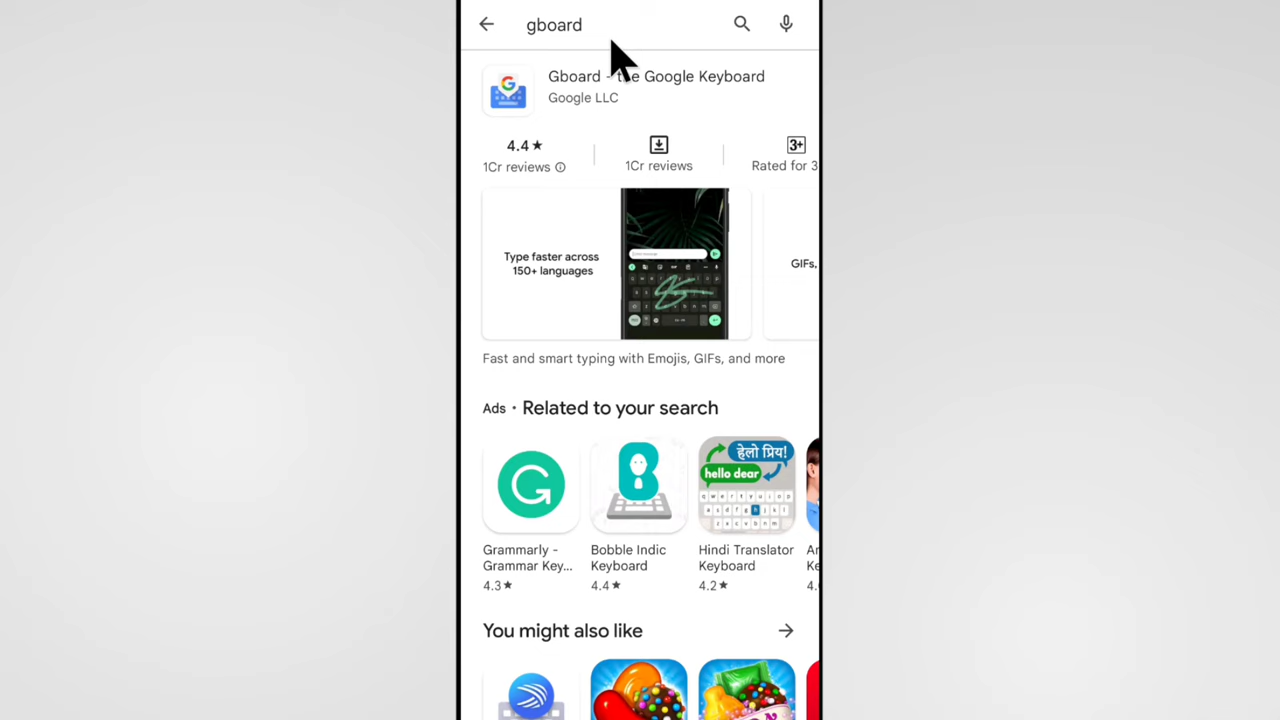 gboard
Gboard - the Google Keyboard
Google LLC
4.4★
1Cr reviews
1Cr reviews
3+
Rated for 3
Type faster across
150+ languages
GIFs,
Fast and smart typing with Emojis, GIFs, and more
Ads • Related to your search
हेलो प्रिय!
hello dear
Grammarly -
Grammar Key...
4.3★
Bobble Indic
Keyboard
4.4★
Hindi Translator
Keyboard
4.2★
You might also like